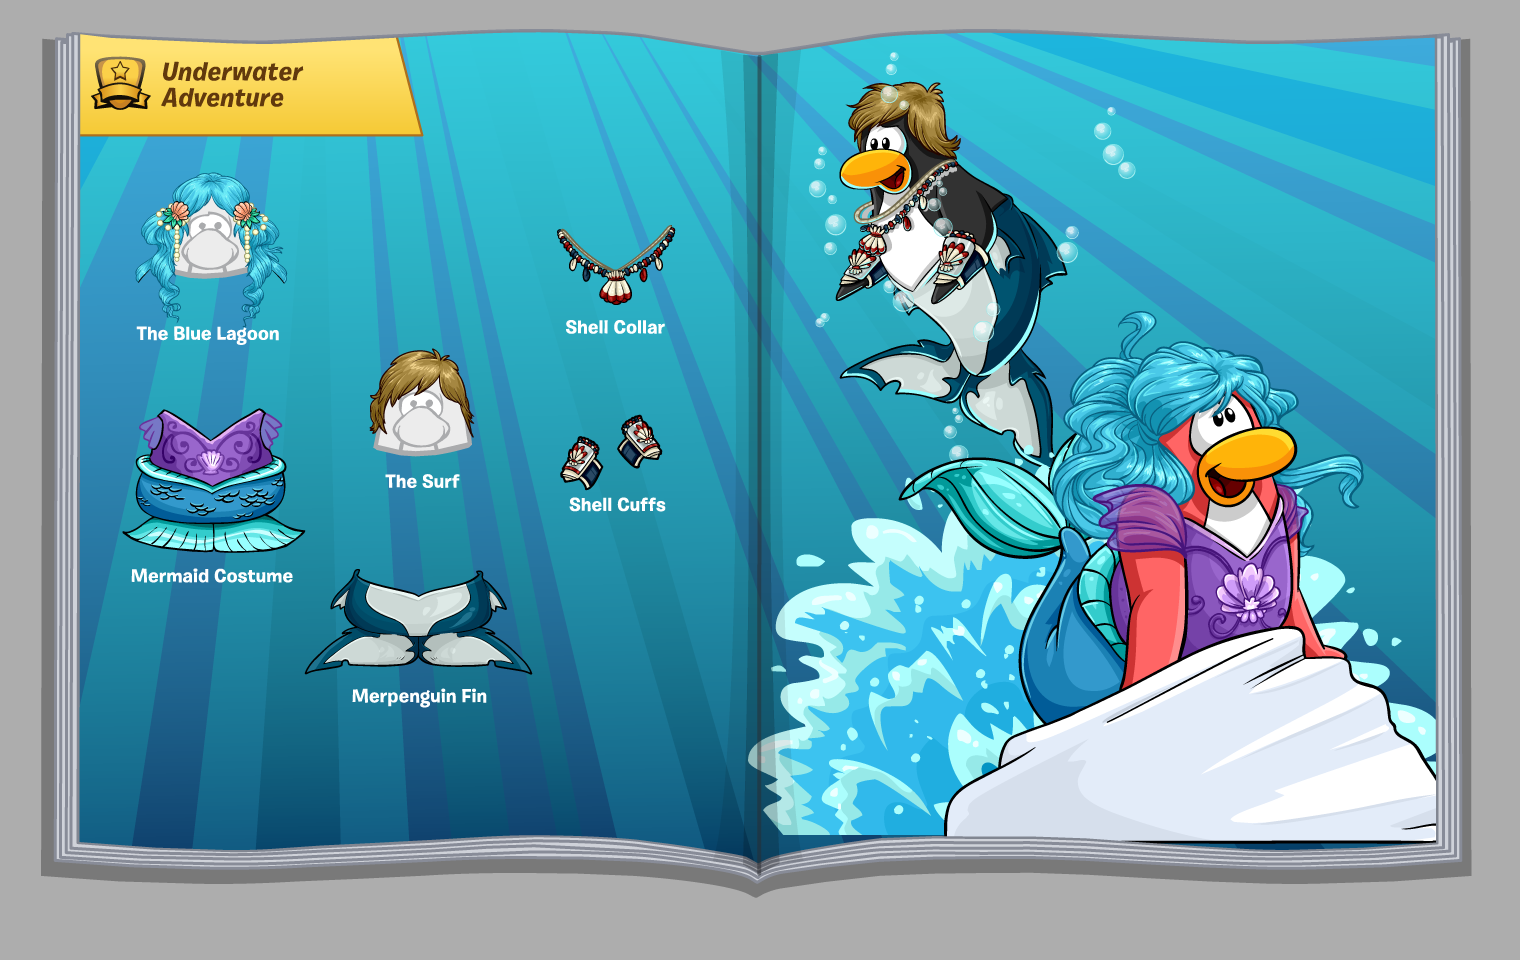 Underwater
Adventure
The Blue Lagoon
Shell Collar
The Surf
Shell Cuffs
Mermaid Costume
Merpenguin Fin